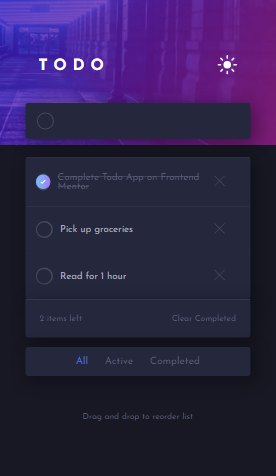 TODO
Complete Todo App on Frontend
Mentor
Pick up groceries
Read for 1 hour
2 items left
Clear Completed
All
Active
Completed
Drag and drop to reorder list